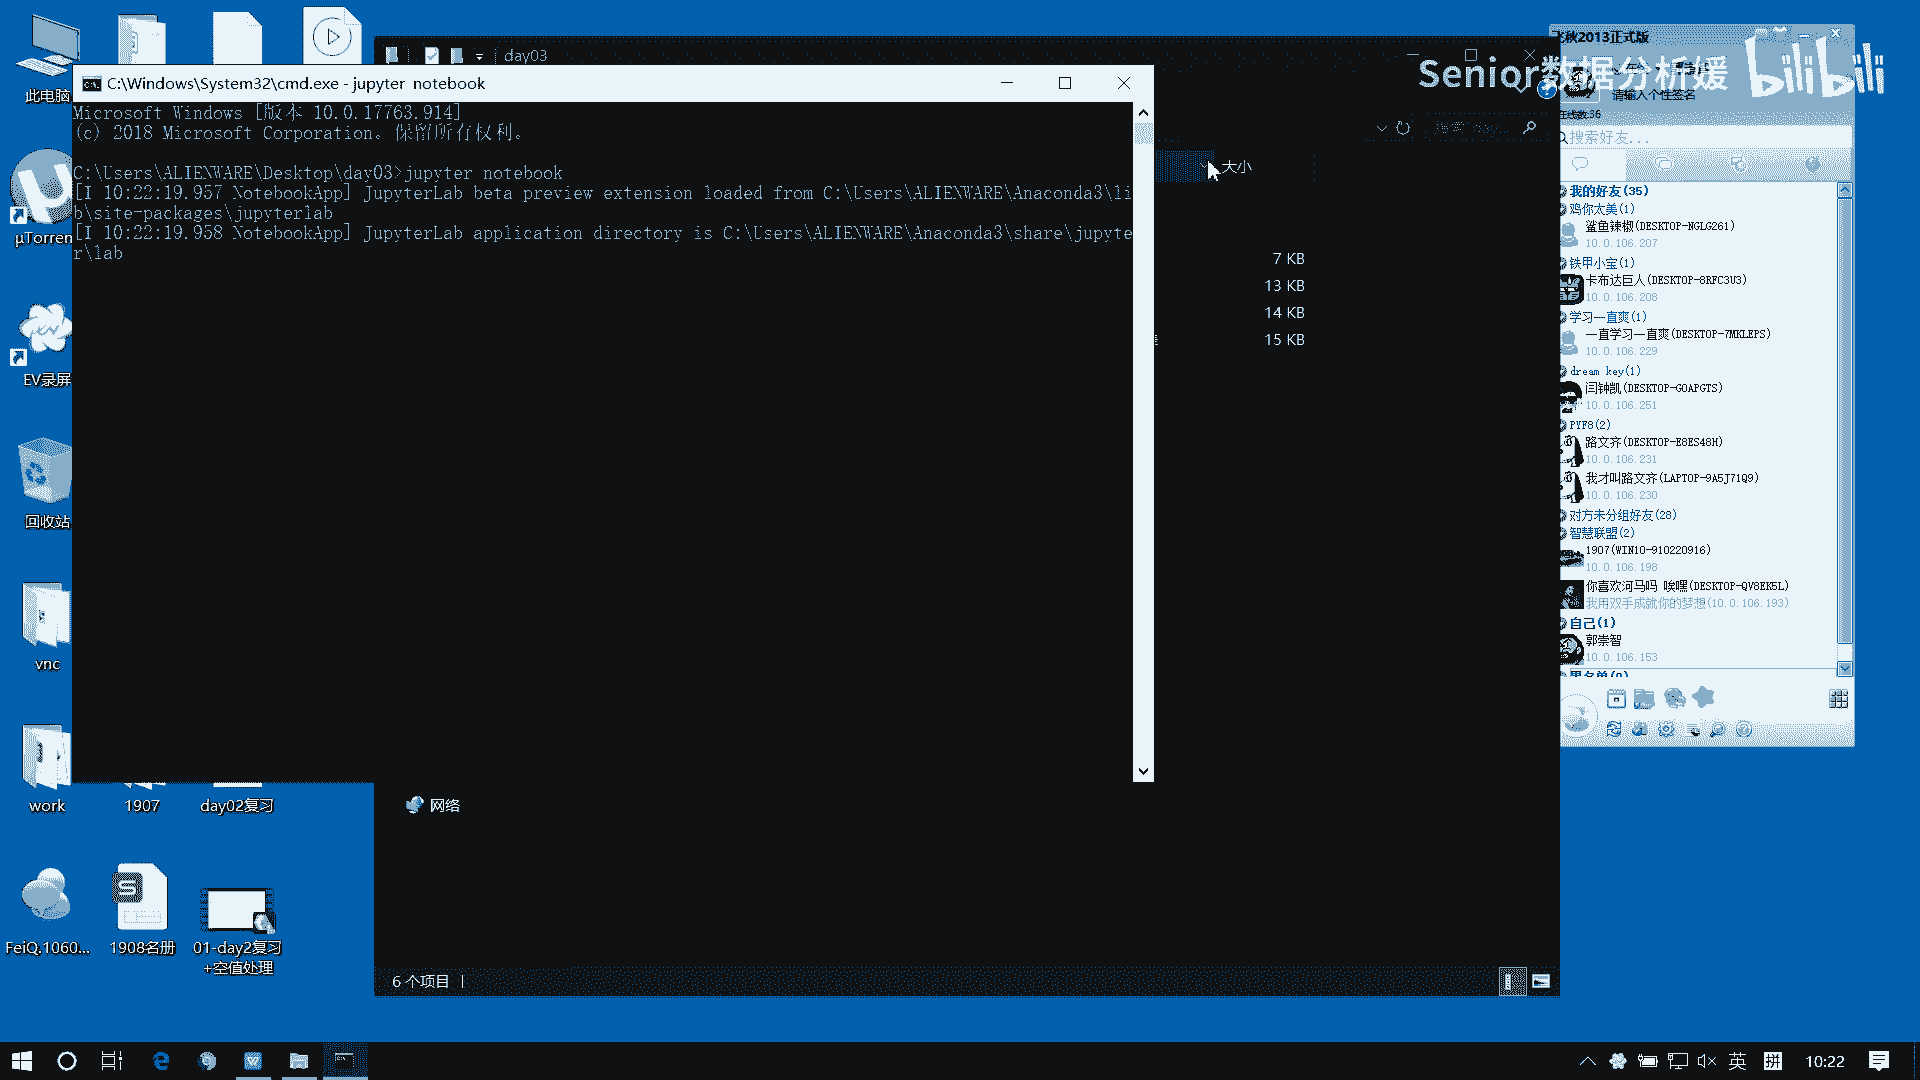 此电脑
μTorren
EV录屏
回收站
vnc
work
1907
day02复习
FeiQ.1060...
1908名册
01-day2复习
+空值处理
day03
C:\Windows\System32\cmd.exe - jupyter  notebook
Microsoft Windows [版本 10.0.17763.914]
(c) 2018 Microsoft Corporation。保留所有权利。
C:\Users\ALIENWARE\Desktop\day03>jupyter notebook
[I 10:22:19.957 NotebookApp] JupyterLab beta preview extension loaded from C:\Users\ALIENWARE\Anaconda3\li
b\site-packages\jupyterlab
[I 10:22:19.958 NotebookApp] JupyterLab application directory is C:\Users\ALIENWARE\Anaconda3\share\jupyte
r\lab
大小
7 KB
13 KB
14 KB
15 KB
网络
6 个项目
飞秋2013正式版
Senior数据分析媛
bilibili
请输入个性签名
在线数:36
搜索好友...
我的好友(35)
鸡你太美(1)
鲨鱼辣椒(DESKTOP-NGLG261)
10.0.106.207
铁甲小宝(1)
卡布达巨人(DESKTOP-8RFC3U3)
10.0.106.208
学习一直爽(1)
一直学习一直爽(DESKTOP-7MKLEPS)
10.0.106.229
dream key(1)
闫钟凯(DESKTOP-GOAPGTS)
10.0.106.251
PYF8(2)
路文齐(DESKTOP-E8ES48H)
10.0.106.231
我才叫路文齐(LAPTOP-9A5J71Q9)
10.0.106.230
对方未分组好友(28)
智慧联盟(2)
1907(WIN10-910220916)
10.0.106.198
你喜欢河马吗 唉嘿(DESKTOP-QV8EK5L)
我用双手成就你的梦想(10.0.106.193)
自己(1)
郭崇智
10.0.106.153
黑名单(0)
英
拼
10:22